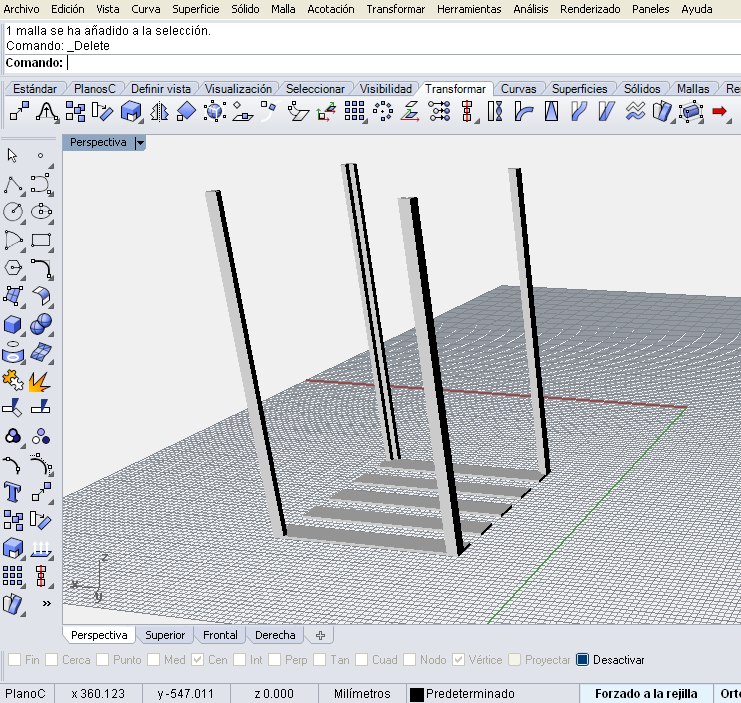 Archivo Edición Vista Curva Superficie Sólido Malla Acotación Transformar Herramientas Análisis Renderizado Paneles Ayuda
1 malla se ha añadido a la selección.
Comando: _Delete
Comando:
Estándar PlanosC Definir vista Visualización Seleccionar Visibilidad Transformar Curvas Superficies Sólidos Mallas Re
Perspectiva
z
x
y
Perspectiva Superior Frontal Derecha
Fin Cerca Punto Med Cen Int Perp Tan Cuad Nodo Vértice Proyectar Desactivar
PlanoC x 360.123 y -547.011 z 0.000 Milímetros Predeterminado Forzado a la rejilla Orto